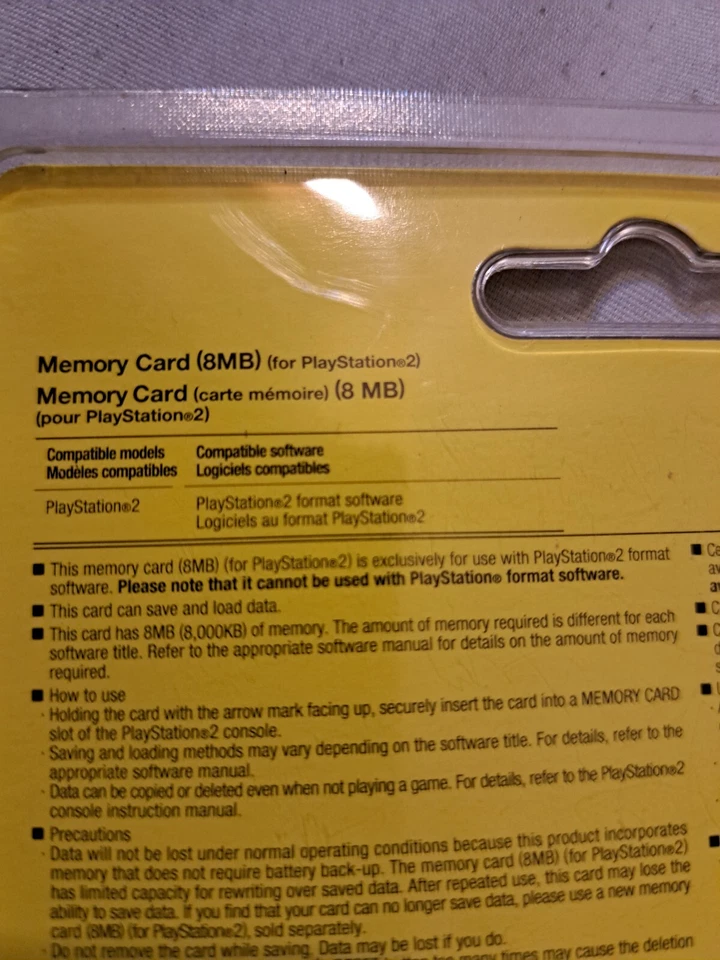 Memory Card (8MB) (for PlayStation®2)
Memory Card (carte mémoire) (8 MB)
(pour PlayStation®2)
Compatible models Compatible software
Modèles compatibles Logiciels compatibles
PlayStation®2 PlayStation®2 format software
Logiciels au format PlayStation®2
■ This memory card (8MB) (for PlayStation®2) is exclusively for use with PlayStation®2 format
software. Please note that it cannot be used with PlayStation® format software.
■ This card can save and load data.
■ This card has 8MB (8,000KB) of memory. The amount of memory required is different for each
software title. Refer to the appropriate software manual for details on the amount of memory
required.
■ How to use
· Holding the card with the arrow mark facing up, securely insert the card into a MEMORY CARD
slot of the PlayStation®2 console.
· Saving and loading methods may vary depending on the software title. For details, refer to the
appropriate software manual.
· Data can be copied or deleted even when not playing a game. For details, refer to the PlayStation®2
console instruction manual.
■ Precautions
· Data will not be lost under normal operating conditions because this product incorporates
memory that does not require battery back-up. The memory card (8MB) (for PlayStation®2)
has limited capacity for rewriting over saved data. After repeated use, this card may lose the
ability to save data. If you find that your card can no longer save data, please use a new memory
card (8MB) (for PlayStation®2), sold separately.
· Do not remove the card while saving. Data may be lost if you do.
many times may cause the deletion